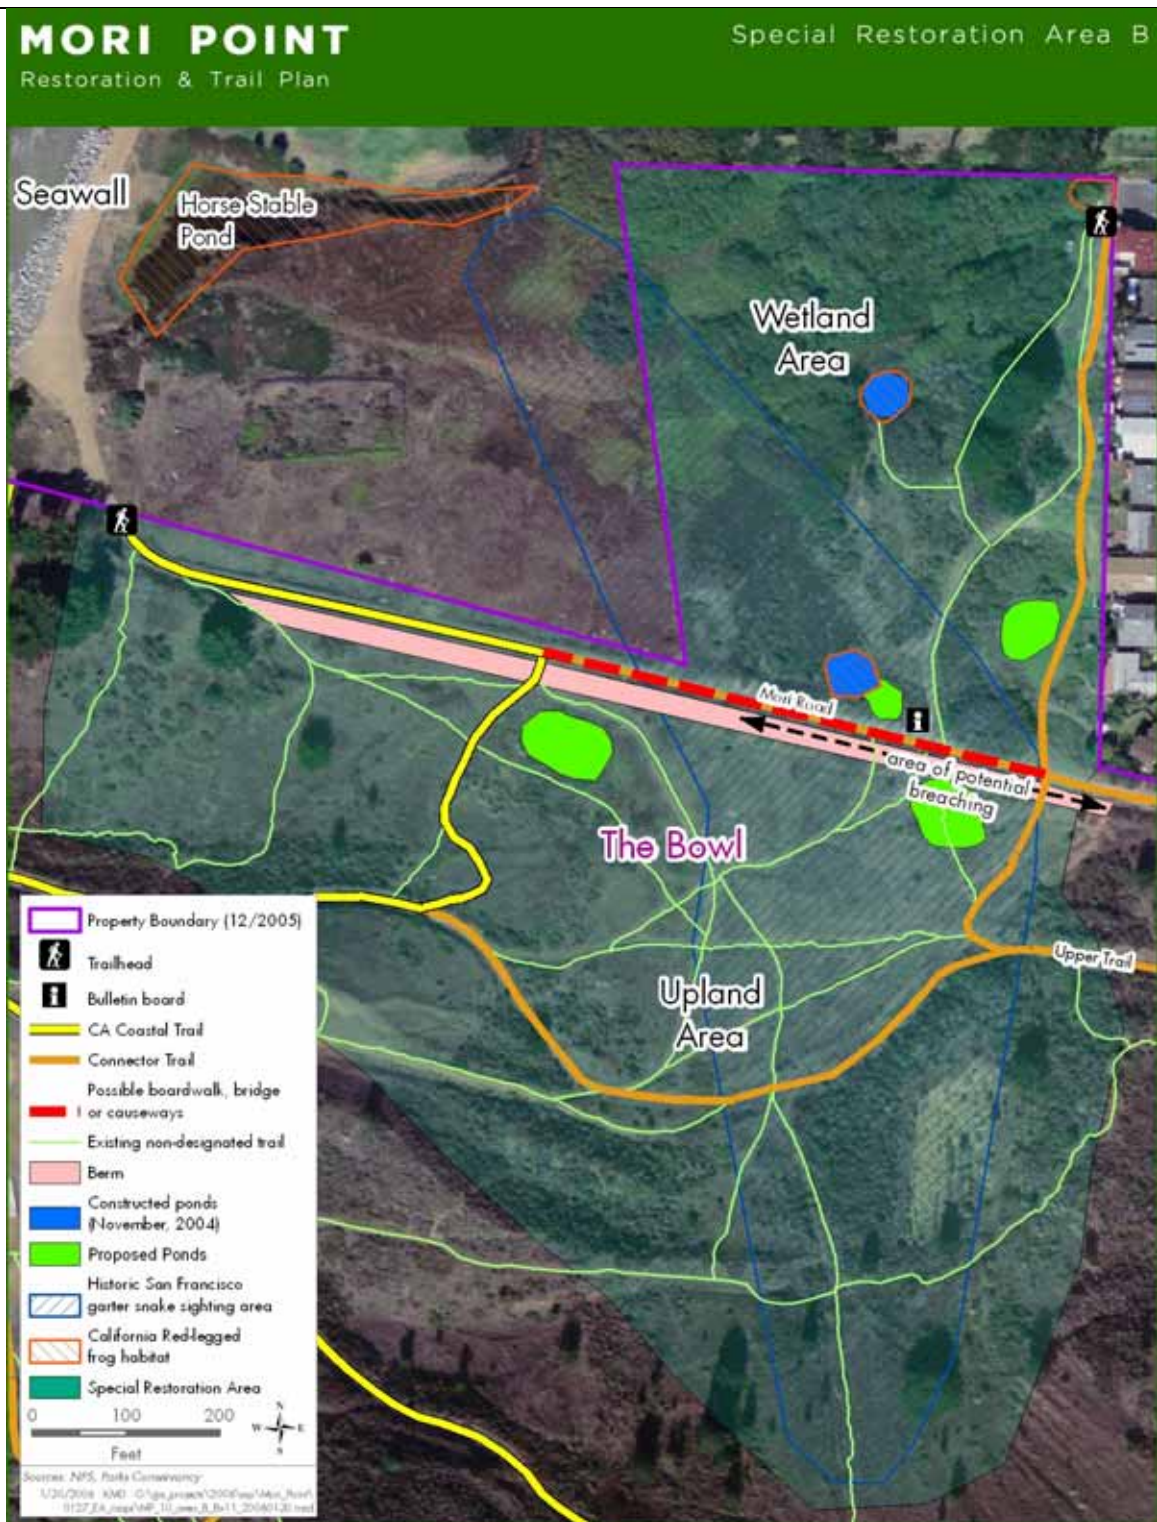 MORI POINT
Special Restoration Area B
Restoration & Trail Plan
Seawall
Horse Stable
Pond
Wetland
Area
Mori Road
area of potential
breaching
The Bowl
Upland
Area
Upper Trail
Property Boundary (12/2005)
Trailhead
Bulletin board
CA Coastal Trail
Connector Trail
Possible boardwalk, bridge
or causeways
Existing non-designated trail
Berm
Constructed ponds
(November, 2004)
Proposed Ponds
Historic San Francisco
garter snake sighting area
California Red-legged
frog habitat
Special Restoration Area
0 100 200
Feet
N
W E
S
Sources: NPS, Parks Conservancy